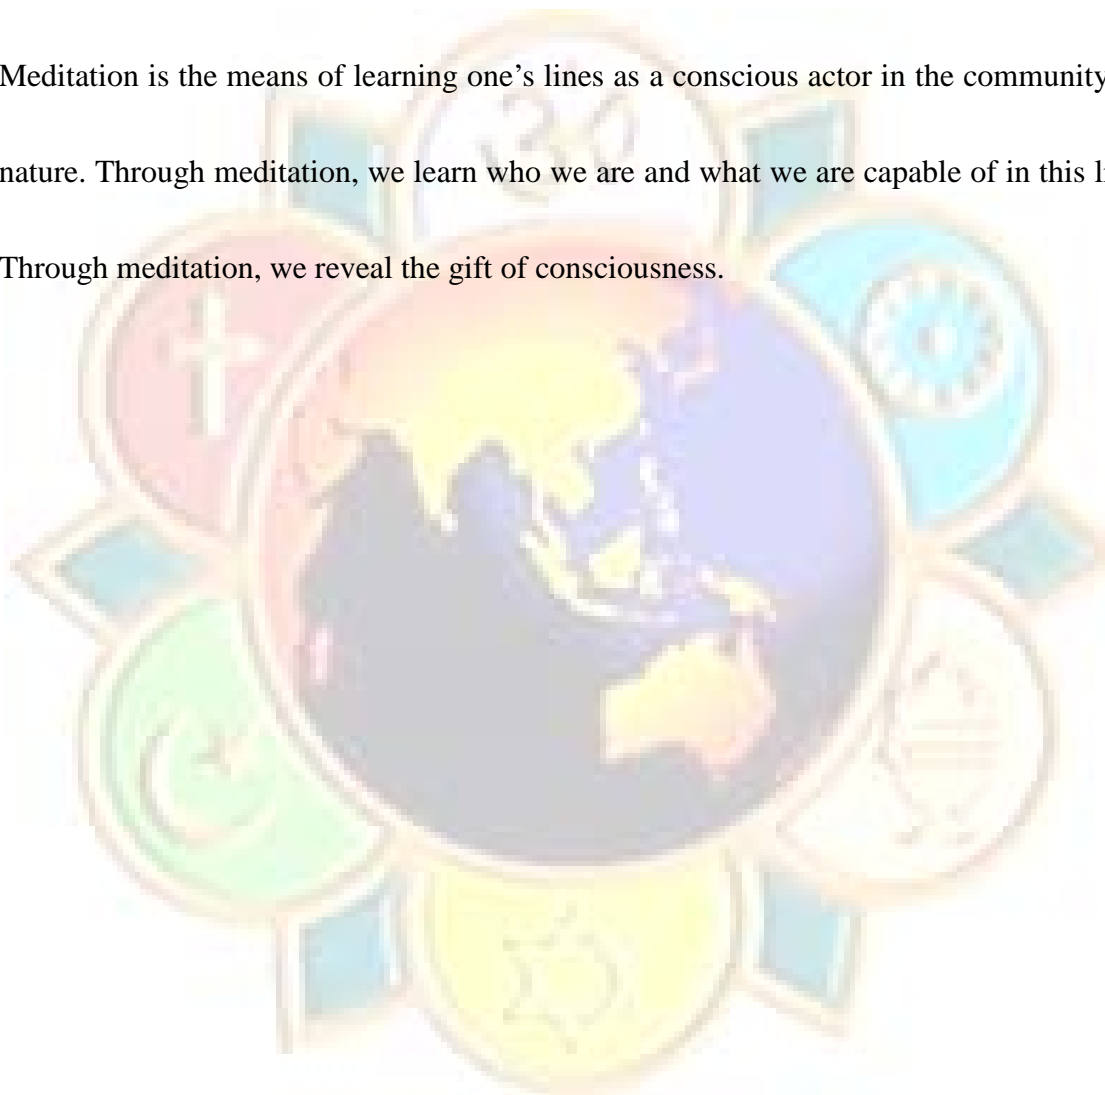 Meditation is the means of learning one’s lines as a conscious actor in the community
nature. Through meditation, we learn who we are and what we are capable of in this
Through meditation, we reveal the gift of consciousness.